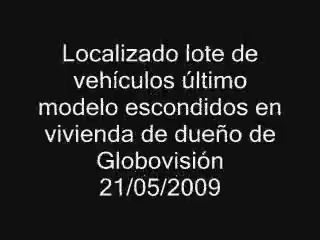 Localizado lote de
vehículos último
modelo escondidos en
vivienda de dueño de
Globovisión
21/05/2009